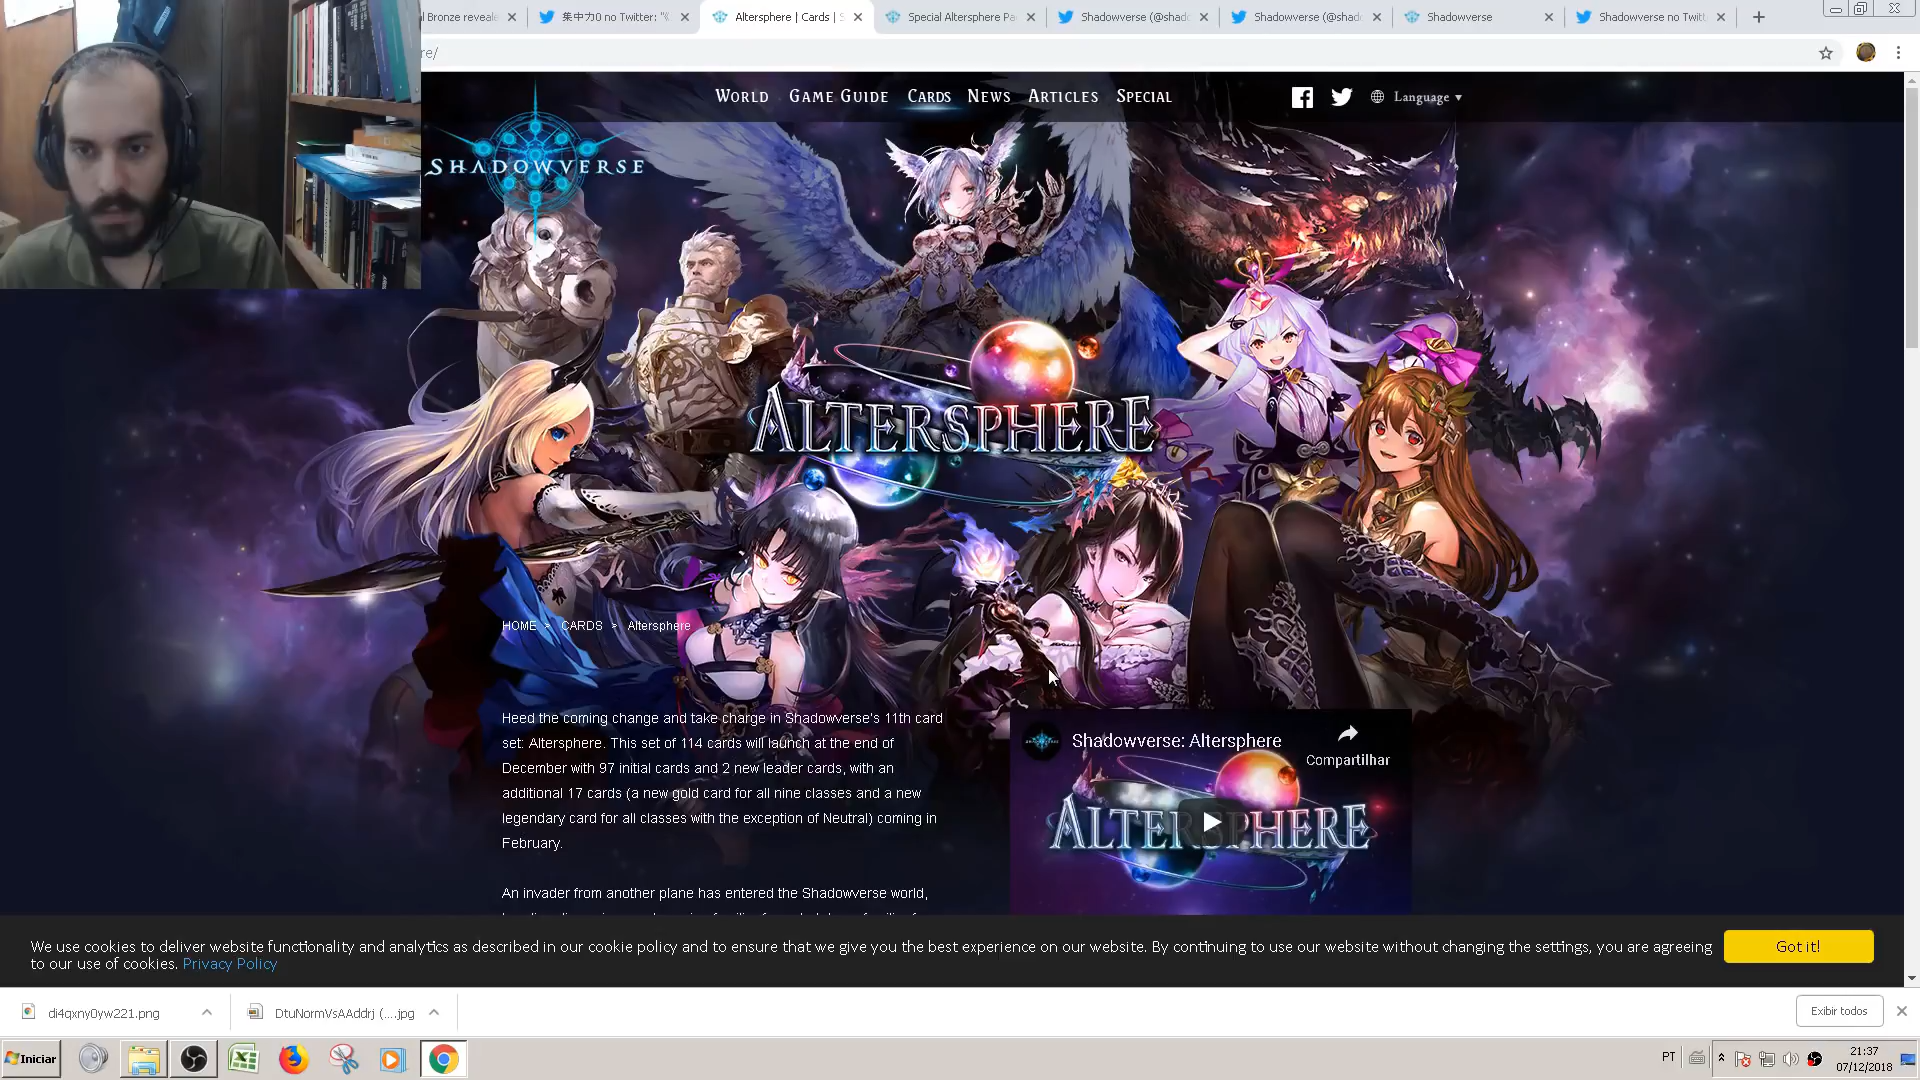 l Bronze reveale
集中力0 no Twitter: "《
Altersphere | Cards | S
Special Altersphere Pa
Shadowverse (@shado
Shadowverse (@shado
Shadowverse
Shadowverse no Twitt
re/
WORLD GAME GUIDE CARDS NEWS ARTICLES SPECIAL
Language
SHADOWVERSE
ALTERSPHERE
HOME > CARDS > Altersphere
Heed the coming change and take charge in Shadowverse's 11th card
set: Altersphere. This set of 114 cards will launch at the end of
December with 97 initial cards and 2 new leader cards, with an
additional 17 cards (a new gold card for all nine classes and a new
legendary card for all classes with the exception of Neutral) coming in
February.
An invader from another plane has entered the Shadowverse world,
Shadowverse: Altersphere
Compartilhar
ALTERSPHERE
We use cookies to deliver website functionality and analytics as described in our cookie policy and to ensure that we give you the best experience on our website. By continuing to use our website without changing the settings, you are agreeing
to our use of cookies. Privacy Policy
Got it!
di4qxny0yw221.png
DtuNormVsAAddrj (....jpg
Exibir todos
Iniciar
PT
21:37
07/12/2018